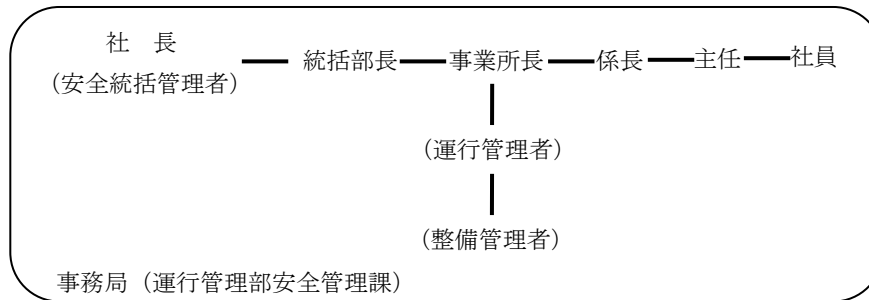 社　長
(安全統括管理者)
統括部長
事業所長
係長
主任
社員
(運行管理者)
(整備管理者)
事務局（運行管理部安全管理課）